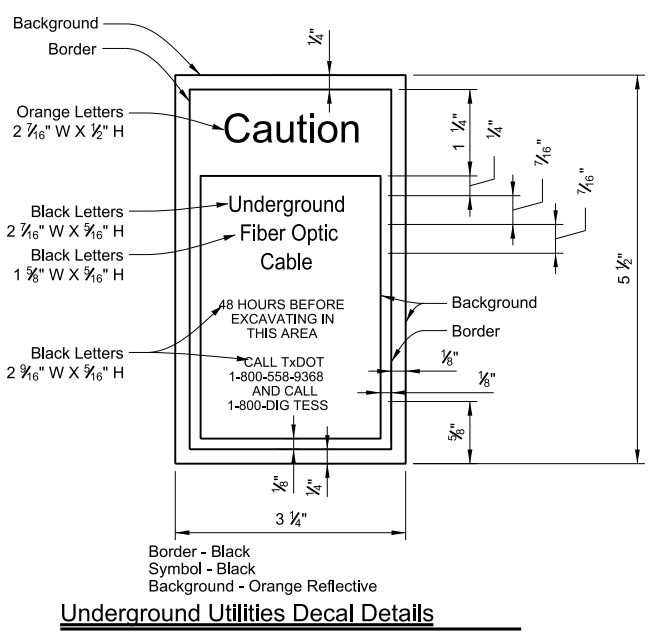 Background
Border
Orange Letters
2 7⁄16" W X 1⁄2" H
Black Letters
2 7⁄16" W X 5⁄16" H
Black Letters
1 5⁄8" W X 5⁄16" H
Black Letters
2 9⁄16" W X 5⁄16" H
Caution
Underground
Fiber Optic
Cable
48 HOURS BEFORE
EXCAVATING IN
THIS AREA
CALL TxDOT
1-800-558-9368
AND CALL
1-800-DIG TESS
1⁄4"
1 1⁄4"
1⁄4"
7⁄16"
7⁄16"
5 1⁄2"
Background
Border
1⁄8"
1⁄8"
5⁄8"
1⁄8"
1⁄4"
3 1⁄4"
Border - Black
Symbol - Black
Background - Orange Reflective
Underground Utilities Decal Details